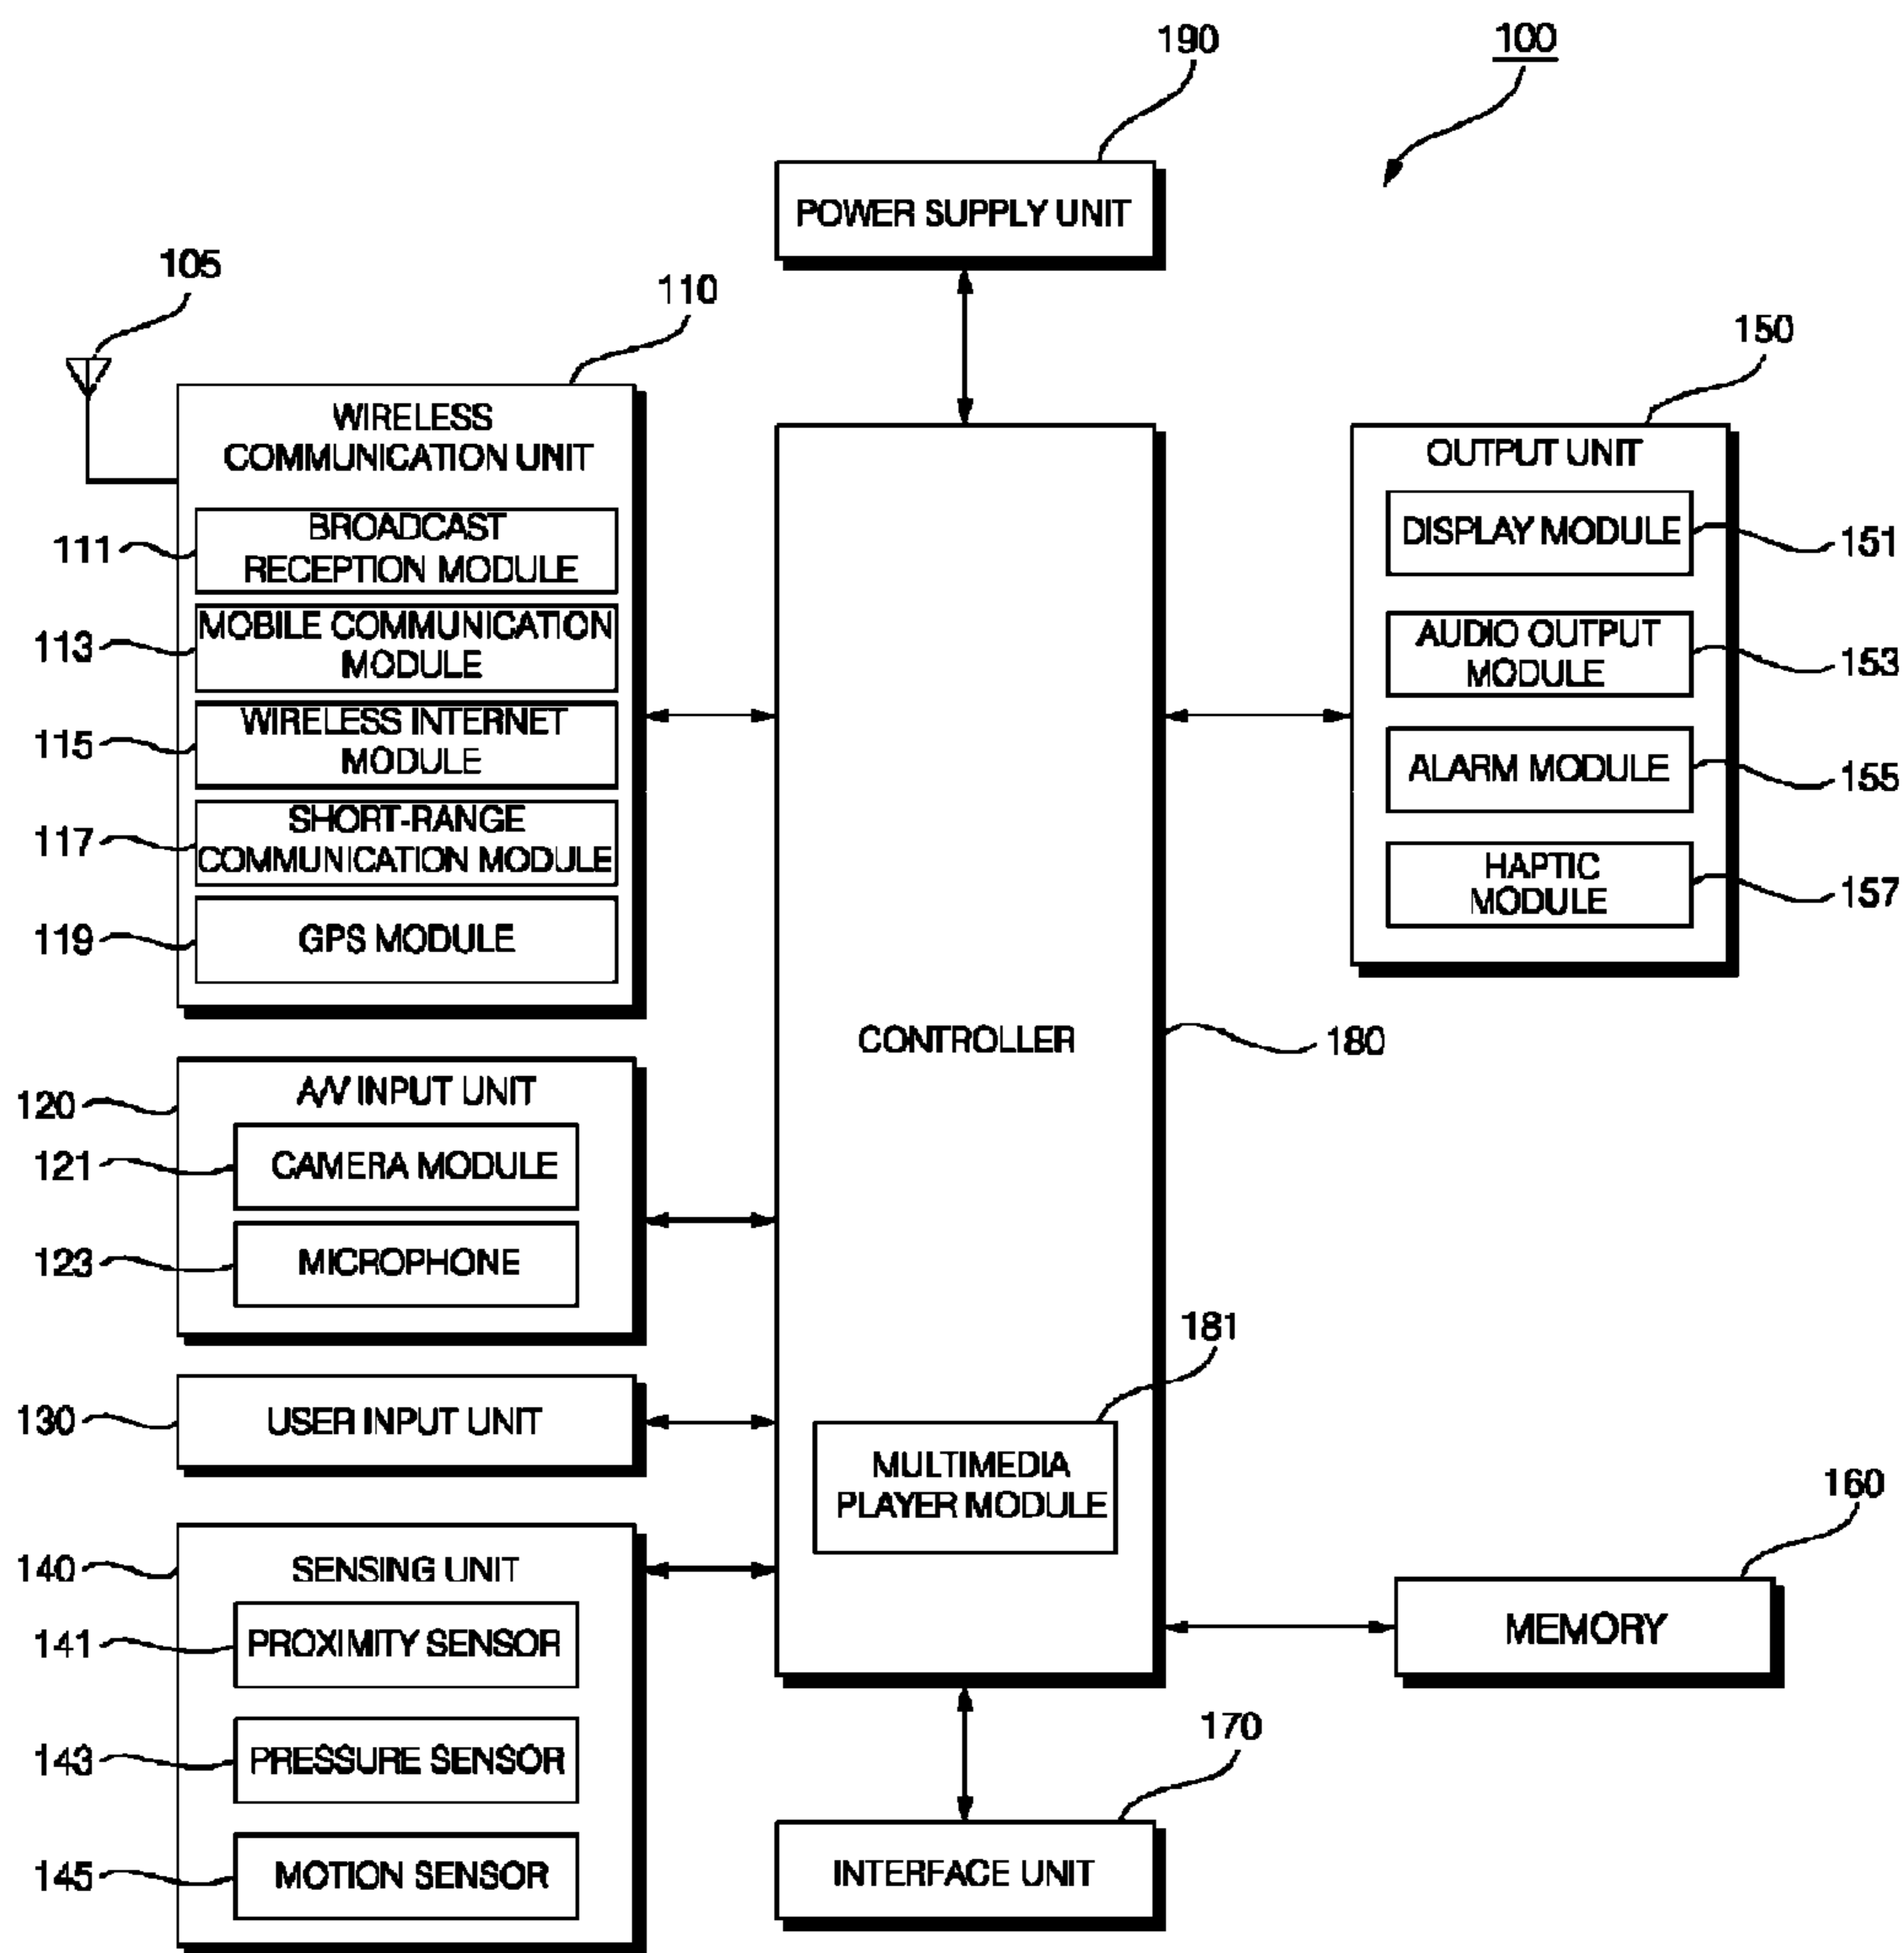 190
100
POWER SUPPLY UNIT
105
110
150
WIRELESS
COMMUNICATION UNIT
OUTPUT UNIT
111
BROADCAST
RECEPTION MODULE
DISPLAY MODULE
151
113
MOBILE COMMUNICATION
MODULE
AUDIO OUTPUT
MODULE
153
115
WIRELESS INTERNET
MODULE
ALARM MODULE
155
117
SHORT-RANGE
COMMUNICATION MODULE
HAPTIC
MODULE
157
119
GPS MODULE
CONTROLLER
180
120
A/V INPUT UNIT
121
CAMERA MODULE
123
MICROPHONE
181
130
USER INPUT UNIT
MULTIMEDIA
PLAYER MODULE
160
140
SENSING UNIT
141
PROXIMITY SENSOR
MEMORY
143
PRESSURE SENSOR
170
145
MOTION SENSOR
INTERFACE UNIT